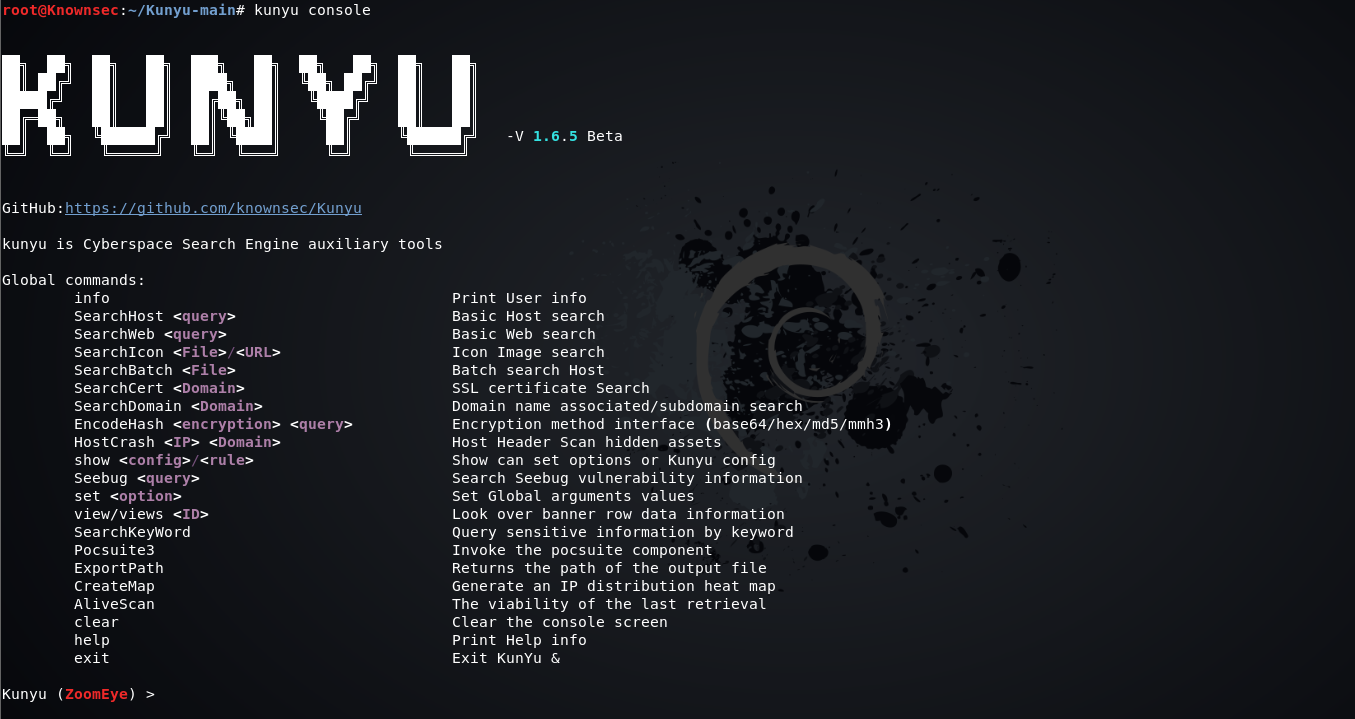 root@Knownsec:~/Kunyu-main# kunyu console
KUNYU -V 1.6.5 Beta
GitHub:https://github.com/knownsec/Kunyu
kunyu is Cyberspace Search Engine auxiliary tools
Global commands:
info Print User info
SearchHost <query> Basic Host search
SearchWeb <query> Basic Web search
SearchIcon <File>/<URL> Icon Image search
SearchBatch <File> Batch search Host
SearchCert <Domain> SSL certificate Search
SearchDomain <Domain> Domain name associated/subdomain search
EncodeHash <encryption> <query> Encryption method interface (base64/hex/md5/mmh3)
HostCrash <IP> <Domain> Host Header Scan hidden assets
show <config>/<rule> Show can set options or Kunyu config
Seebug <query> Search Seebug vulnerability information
set <option> Set Global arguments values
view/views <ID> Look over banner row data information
SearchKeyWord Query sensitive information by keyword
Pocsuite3 Invoke the pocsuite component
ExportPath Returns the path of the output file
CreateMap Generate an IP distribution heat map
AliveScan The viability of the last retrieval
clear Clear the console screen
help Print Help info
exit Exit KunYu &
Kunyu (ZoomEye) >